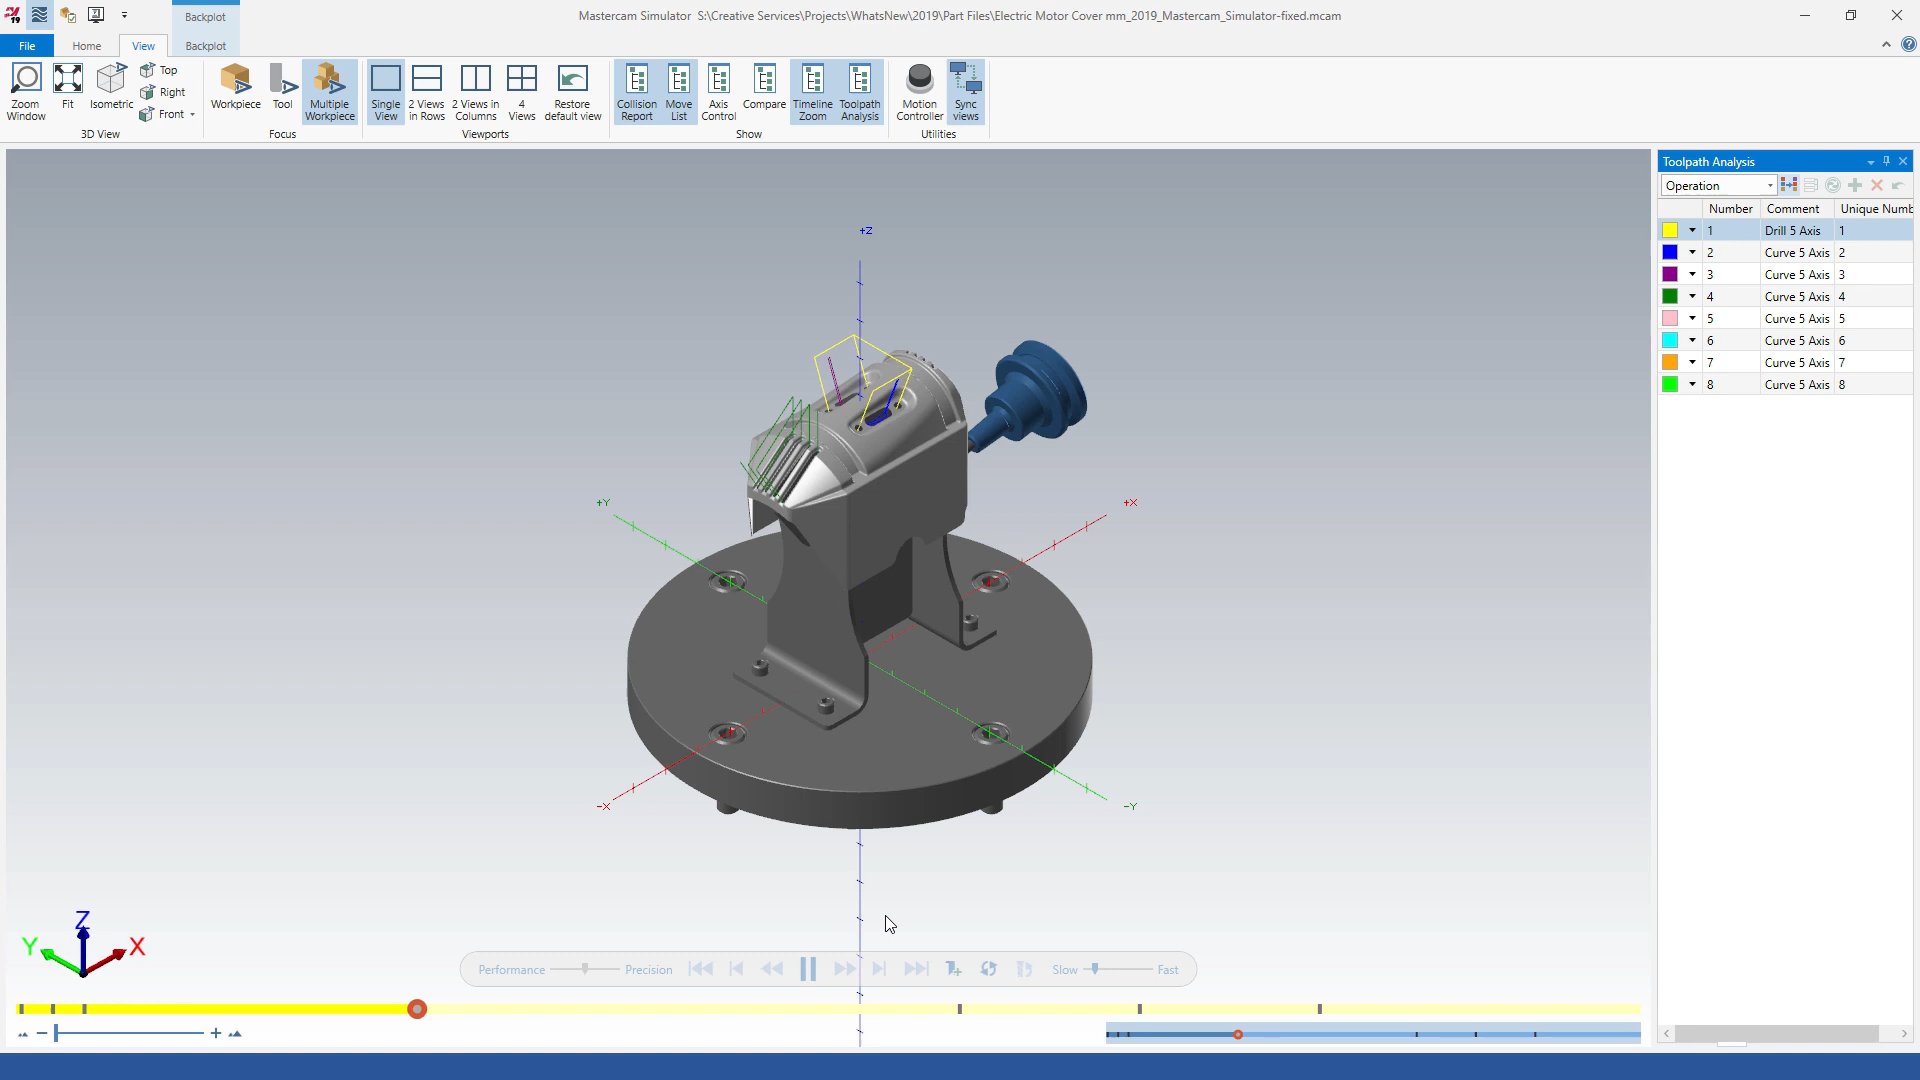 Backplot
Mastercam Simulator S:\Creative Services\Projects\WhatsNew\2019\Part Files\Electric Motor Cover mm_2019_Mastercam_Simulator-fixed.mcam
19
File
Home
View
Backplot
Zoom Window
Fit
Isometric
Top
Right
Front
3D View
Workpiece
Tool
Multiple Workpiece
Focus
Single View
2 Views in Rows
2 Views in Columns
4 Views
Restore default view
Viewports
Collision Report
Move List
Axis Control
Compare
Timeline Zoom
Toolpath Analysis
Show
Motion Controller
Sync views
Utilities
Toolpath Analysis
Operation
Number Comment Unique Numb
1 Drill 5 Axis 1
2 Curve 5 Axis 2
3 Curve 5 Axis 3
4 Curve 5 Axis 4
5 Curve 5 Axis 5
6 Curve 5 Axis 6
7 Curve 5 Axis 7
8 Curve 5 Axis 8
+Z
+Y
+X
-X
-Y
Z
Y
X
Performance
Precision
Slow
Fast